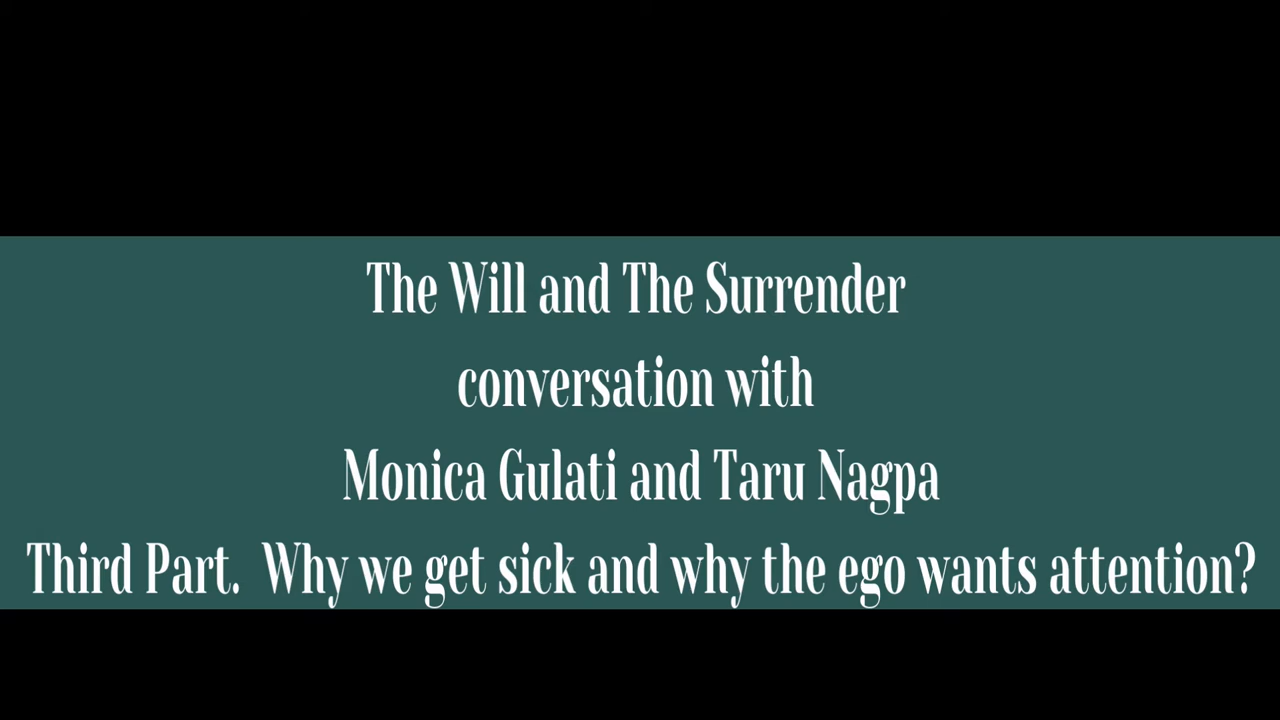 The Will and The Surrender
conversation with
Monica Gulati and Taru Nagpa
Third Part.  Why we get sick and why the ego wants attention?